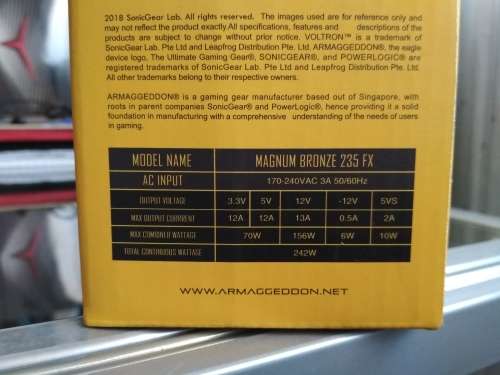 2018 SonicGear Lab. All rights reserved. The images used are for reference only and
may not reflect the product exactly All specifications, features and descriptions of the
products are subject to change without prior notice. VOLTRON™ is a trademark of
SonicGear Lab. Pte Ltd and Leapfrog Distribution Pte. Ltd. ARMAGGEDDON®, the eagle
device logo, The Ultimate Gaming Gear®, SONICGEAR®, and POWERLOGIC® are
registered trademarks of SonicGear Lab. Pte Ltd and Leapfrog Distribution Pte. Ltd.
All other trademarks belong to their respective owners.
ARMAGGEDDON® is a gaming gear manufacturer based out of Singapore, with
roots in parent companies SonicGear® and PowerLogic®, hence providing it a solid
foundation in manufacturing with a comprehensive understanding of the needs of users
in gaming.
MODEL NAME MAGNUM BRONZE 235 FX
AC INPUT 170-240VAC 3A 50/60Hz
OUTPUT VOLTAGE 3.3V 5V 12V -12V 5VS
MAX OUTPUT CURRENT 12A 12A 13A 0.5A 2A
MAX COMBINED WATTAGE 70W 156W 6W 10W
TOTAL CONTINUOUS WATTAGE 242W
WWW.ARMAGGEDDON.NET